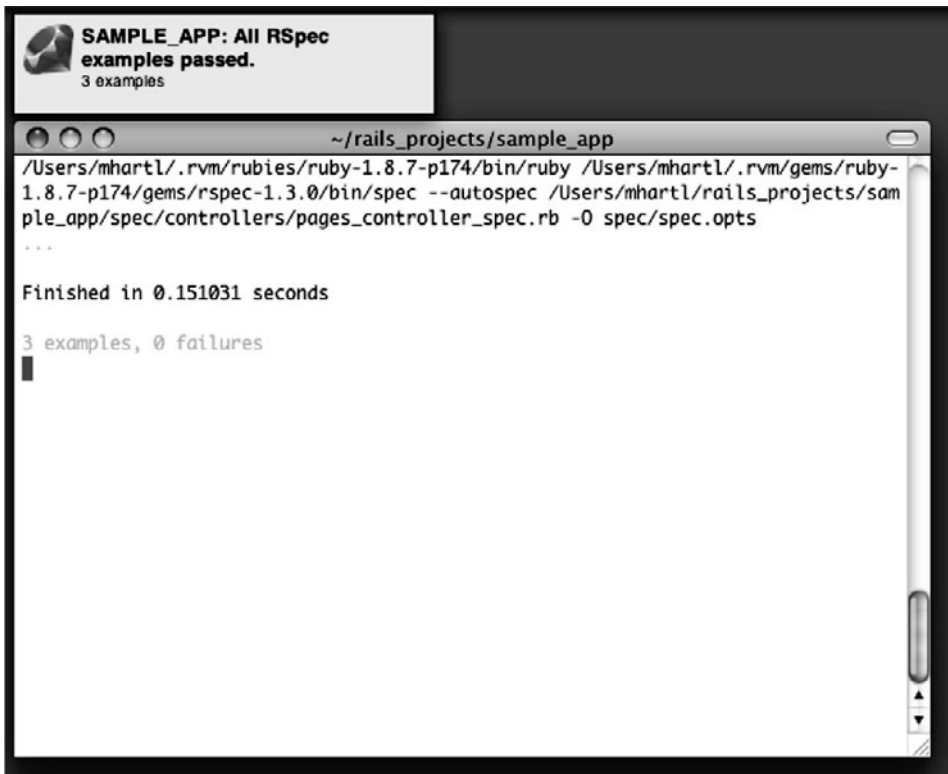 SAMPLE_APP: All RSpec
examples passed.
3 examples
~/rails_projects/sample_app
/Users/mhartl/.rvm/rubies/ruby-1.8.7-p174/bin/ruby /Users/mhartl/.rvm/gems/ruby-
1.8.7-p174/gems/rspec-1.3.0/bin/spec --autospec /Users/mhartl/rails_projects/sam
ple_app/spec/controllers/pages_controller_spec.rb -O spec/spec.opts
...
Finished in 0.151031 seconds
3 examples, 0 failures